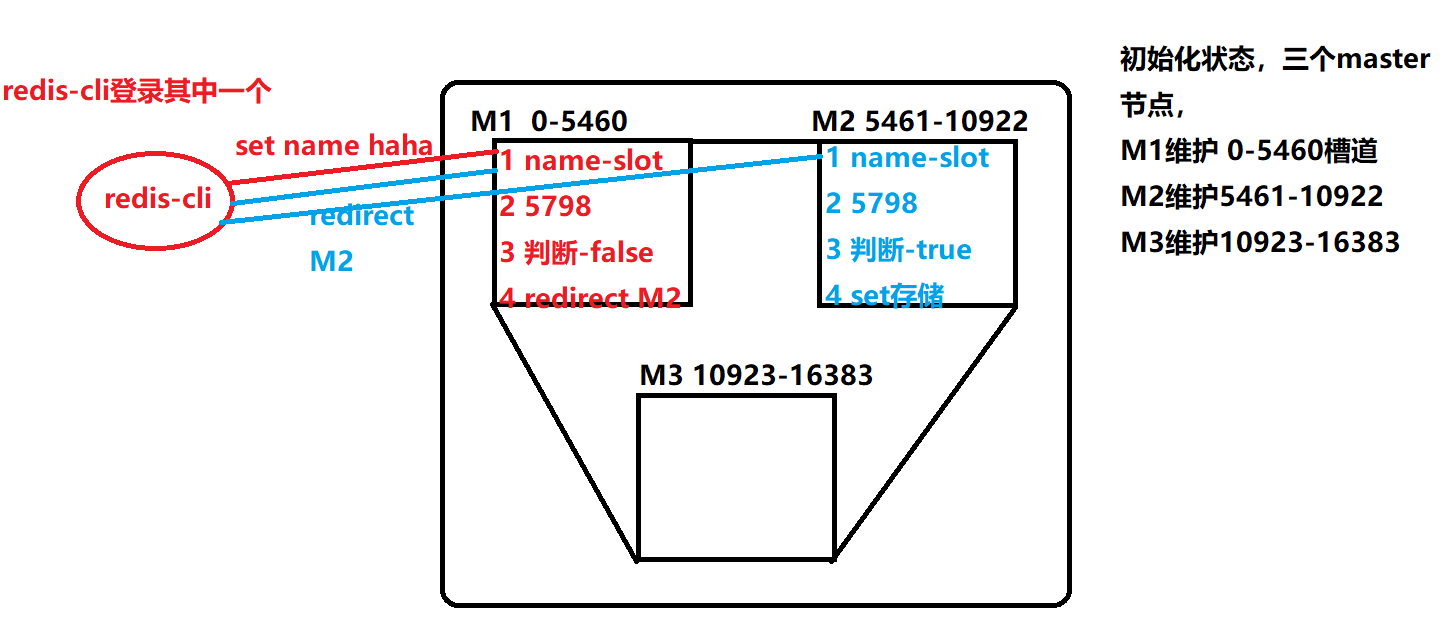 redis-cli登录其中一个
set name haha
redis-cli
redirect
M2
M1 0-5460
1 name-slot
2 5798
3 判断-false
4 redirect M2
M2 5461-10922
1 name-slot
2 5798
3 判断-true
4 set存储
M3 10923-16383
初始化状态，三个master
节点，
M1维护 0-5460槽道
M2维护5461-10922
M3维护10923-16383